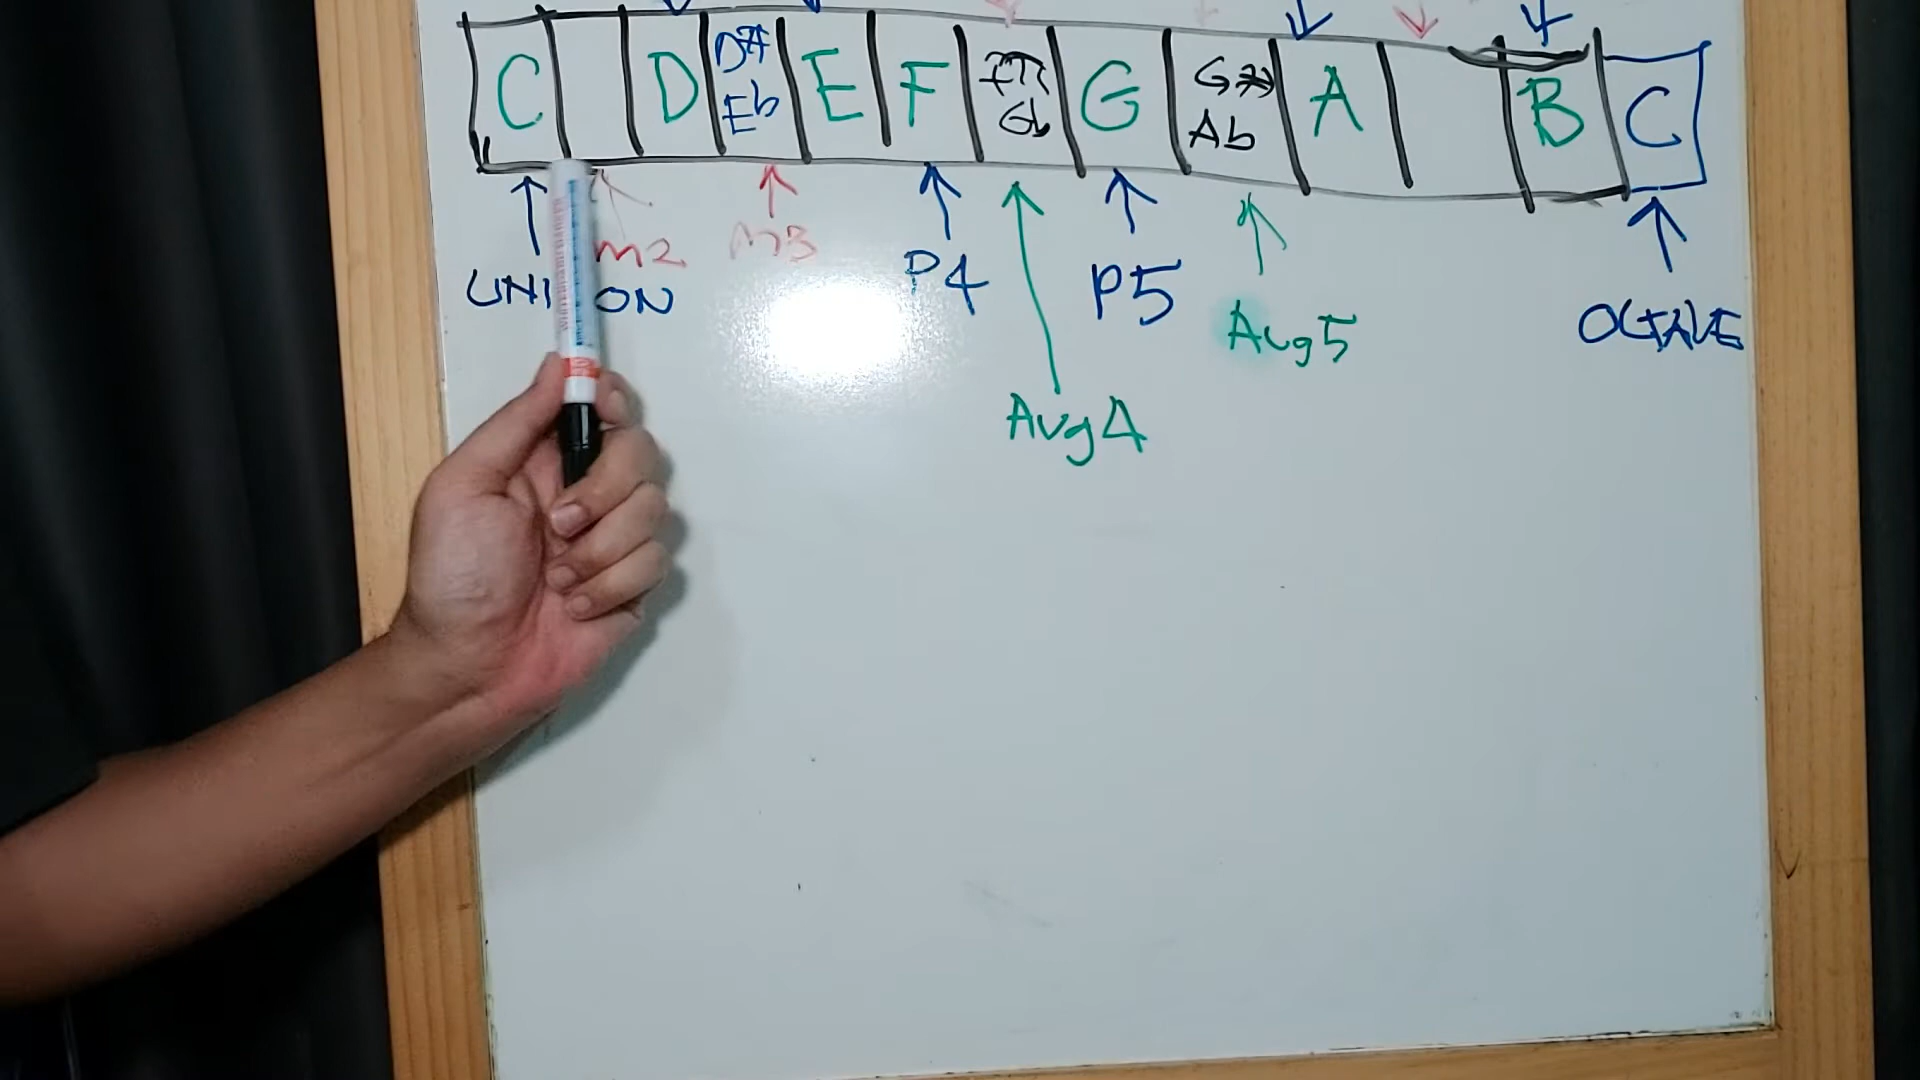 C D D# Eb E F F# Gb G G# Ab A B C
m2 m3
UNISON P4 P5 Aug5 OCTAVE
Aug4